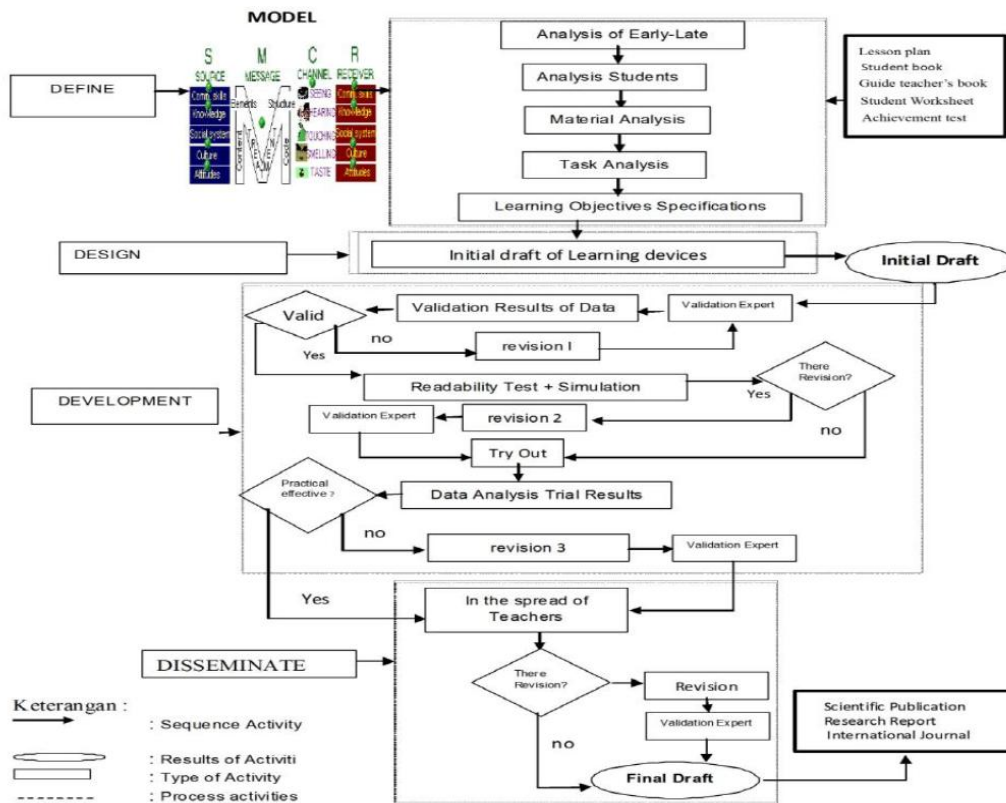 MODEL
S M C R
SOURCE MESSAGE CHANNEL RECEIVER
Comm. skills
Knowledge
Social system
Culture
Attitudes
Elements Structure
Content
TREATMENT
Code
SEEING
HEARING
TOUCHING
SMELLING
TASTE
Comm. skills
Knowledge
Social system
Culture
Attitudes
DEFINE
Analysis of Early-Late
Analysis Students
Material Analysis
Task Analysis
Learning Objectives Specifications
Lesson plan
Student book
Guide teacher's book
Student Worksheet
Achievement test
DESIGN
Initial draft of Learning devices
Initial Draft
DEVELOPMENT
Valid
Validation Results of Data
Validation Expert
no
revision I
Yes
Readability Test + Simulation
There
Revision?
Yes
Validation Expert
revision 2
no
Try Out
Practical
effective ?
Data Analysis Trial Results
no
revision 3
Validation Expert
Yes
In the spread of
Teachers
DISSEMINATE
There
Revision?
Revision
Validation Expert
no
Final Draft
Scientific Publication
Research Report
International Journal
Keterangan :
: Sequence Activity
: Results of Activiti
: Type of Activity
: Process activities